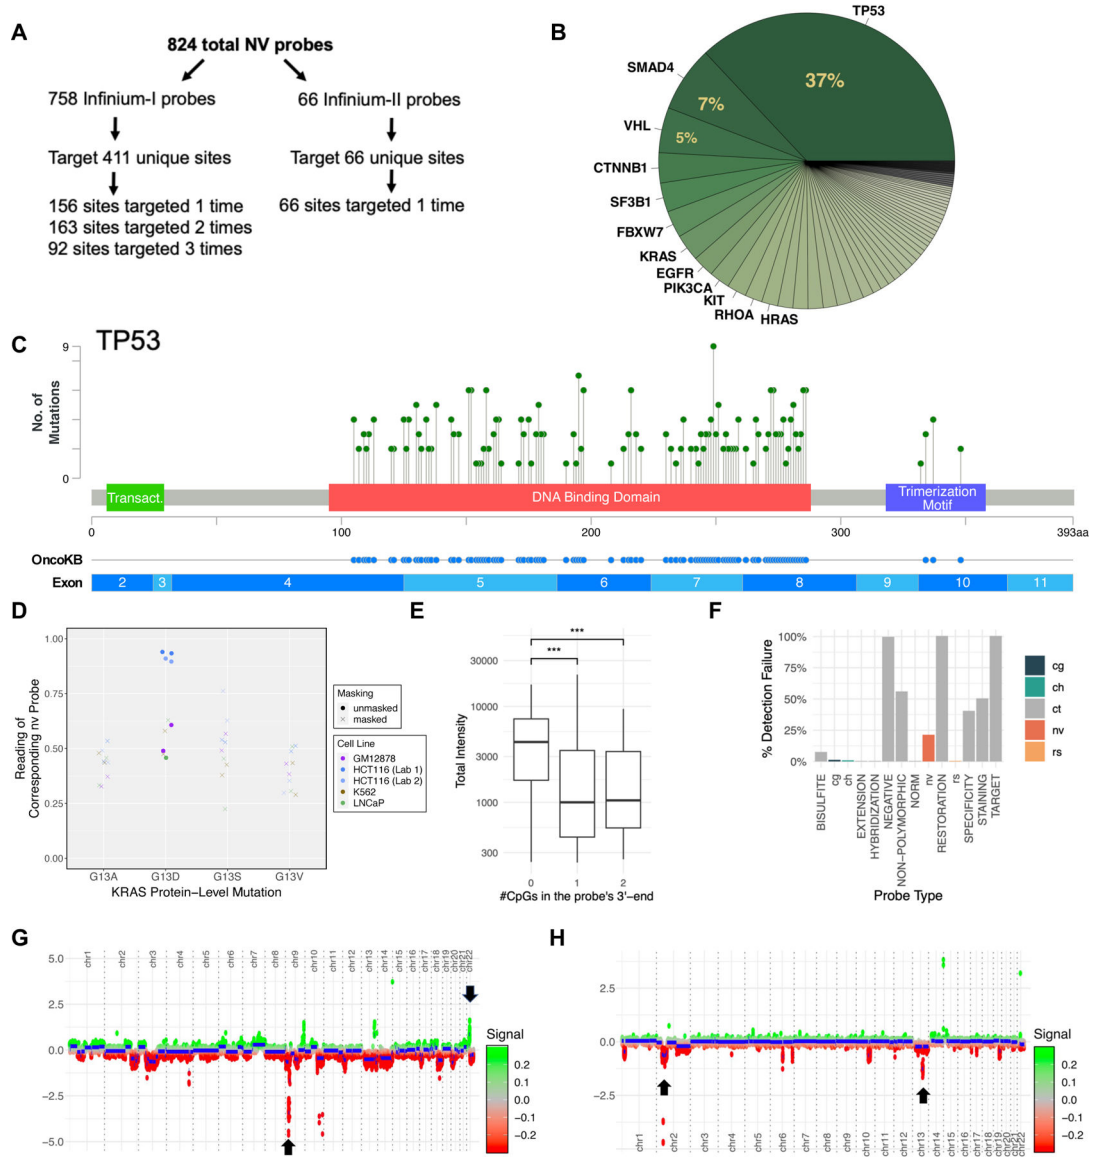 A
824 total NV probes
758 Infinium-I probes
66 Infinium-II probes
Target 411 unique sites
Target 66 unique sites
156 sites targeted 1 time
163 sites targeted 2 times
92 sites targeted 3 times
66 sites targeted 1 time
B
TP53
37%
SMAD4
7%
VHL
5%
CTNNB1
SF3B1
FBXW7
KRAS
EGFR
PIK3CA
KIT
RHOA
HRAS
C
TP53
No. of
Mutations
9
0
Transact.
DNA Binding Domain
Trimerization
Motif
0 100 200 300 393aa
OncoKB
Exon 2 3 4 5 6 7 8 9 10 11
D
Reading of
Corresponding nv Probe
1.00
0.75
0.50
0.25
0.00
G13A G13D G13S G13V
KRAS Protein-Level Mutation
Masking
unmasked
masked
Cell Line
GM12878
HCT116 (Lab 1)
HCT116 (Lab 2)
K562
LNCaP
E
Total Intensity
30000
10000
3000
1000
300
***
***
0 1 2
#CpGs in the probe's 3'-end
F
% Detection Failure
100%
75%
50%
25%
0%
BISULFITE
cg
ch
EXTENSION
HYBRIDIZATION
NEGATIVE
NON-POLYMORPHIC
NORM
nv
RESTORATION
rs
SPECIFICITY
STAINING
TARGET
Probe Type
cg
ch
ct
nv
rs
G
5.0
2.5
0.0
-2.5
-5.0
chr1 chr2 chr3 chr4 chr5 chr6 chr7 chr8 chr9 chr10 chr11 chr12 chr13 chr14 chr15 chr16 chr17 chr18 chr19 chr20 chr21 chr22
Signal
0.2
0.1
0.0
-0.1
-0.2
H
2.5
0.0
-2.5
chr1 chr2 chr3 chr4 chr5 chr6 chr7 chr8 chr9 chr10 chr11 chr12 chr13 chr14 chr15 chr16 chr17 chr18 chr19 chr20 chr21 chr22
Signal
0.2
0.1
0.0
-0.1
-0.2